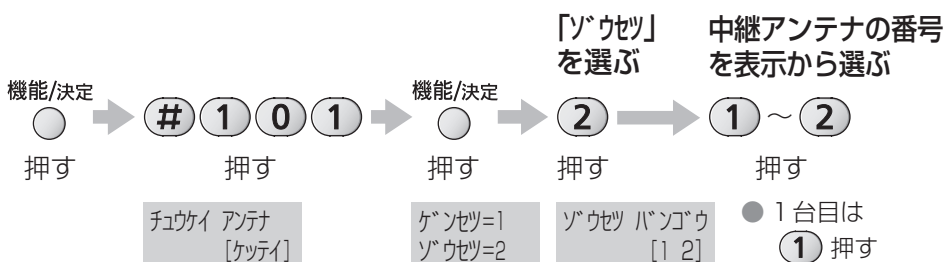 「ゾウセツ」
を選ぶ
中継アンテナの番号
を表示から選ぶ
機能/決定
# 1 0 1
機能/決定
2
1 ～ 2
押す
押す
押す
押す
押す
チュウケイ アンテナ
[ケッテイ]
ゲンセツ=1
ゾウセツ=2
ゾウセツ バンゴウ
[1 2]
● 1台目は
1 押す